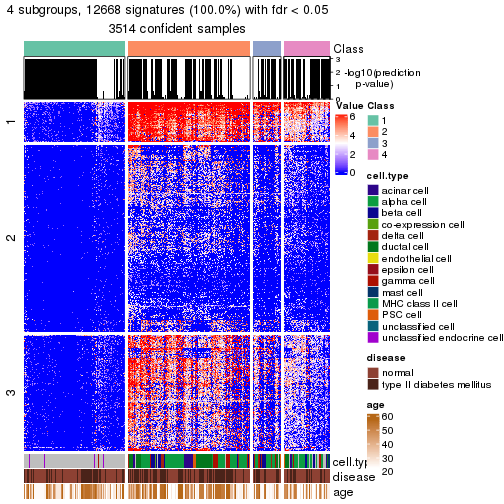 4 subgroups, 12668 signatures (100.0%) with fdr < 0.05
3514 confident samples
Class
3
2
1
-log10(prediction
p-value)
Value
6
4
2
0
Class
1
2
3
4
1
2
3
cell.type
acinar cell
alpha cell
beta cell
co-expression cell
delta cell
ductal cell
endothelial cell
epsilon cell
gamma cell
mast cell
MHC class II cell
PSC cell
unclassified cell
unclassified endocrine cell
disease
normal
type II diabetes mellitus
age
60
50
40
30
20
cell.ty
disease
age